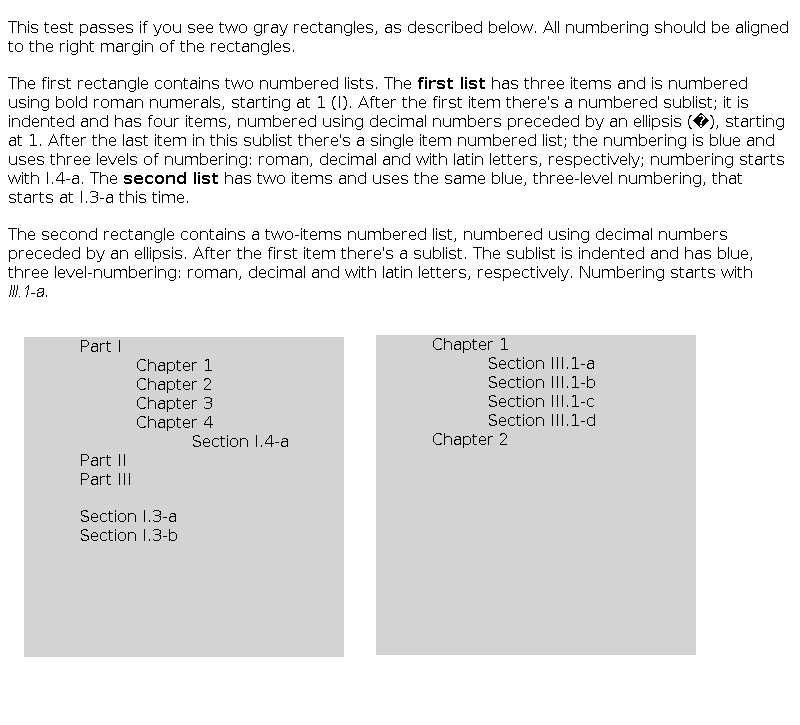 This test passes if you see two gray rectangles, as described below. All numbering should be aligned
to the right margin of the rectangles.
The first rectangle contains two numbered lists. The first list has three items and is numbered
using bold roman numerals, starting at 1 (I). After the first item there's a numbered sublist; it is
indented and has four items, numbered using decimal numbers preceded by an ellipsis (�), starting
at 1. After the last item in this sublist there's a single item numbered list; the numbering is blue and
uses three levels of numbering: roman, decimal and with latin letters, respectively; numbering starts
with I.4-a. The second list has two items and uses the same blue, three-level numbering, that
starts at I.3-a this time.
The second rectangle contains a two-items numbered list, numbered using decimal numbers
preceded by an ellipsis. After the first item there's a sublist. The sublist is indented and has blue,
three level-numbering: roman, decimal and with latin letters, respectively. Numbering starts with
III.1-a.
Part I
Chapter 1
Chapter 2
Chapter 3
Chapter 4
Section I.4-a
Part II
Part III
Section I.3-a
Section I.3-b
Chapter 1
Section III.1-a
Section III.1-b
Section III.1-c
Section III.1-d
Chapter 2